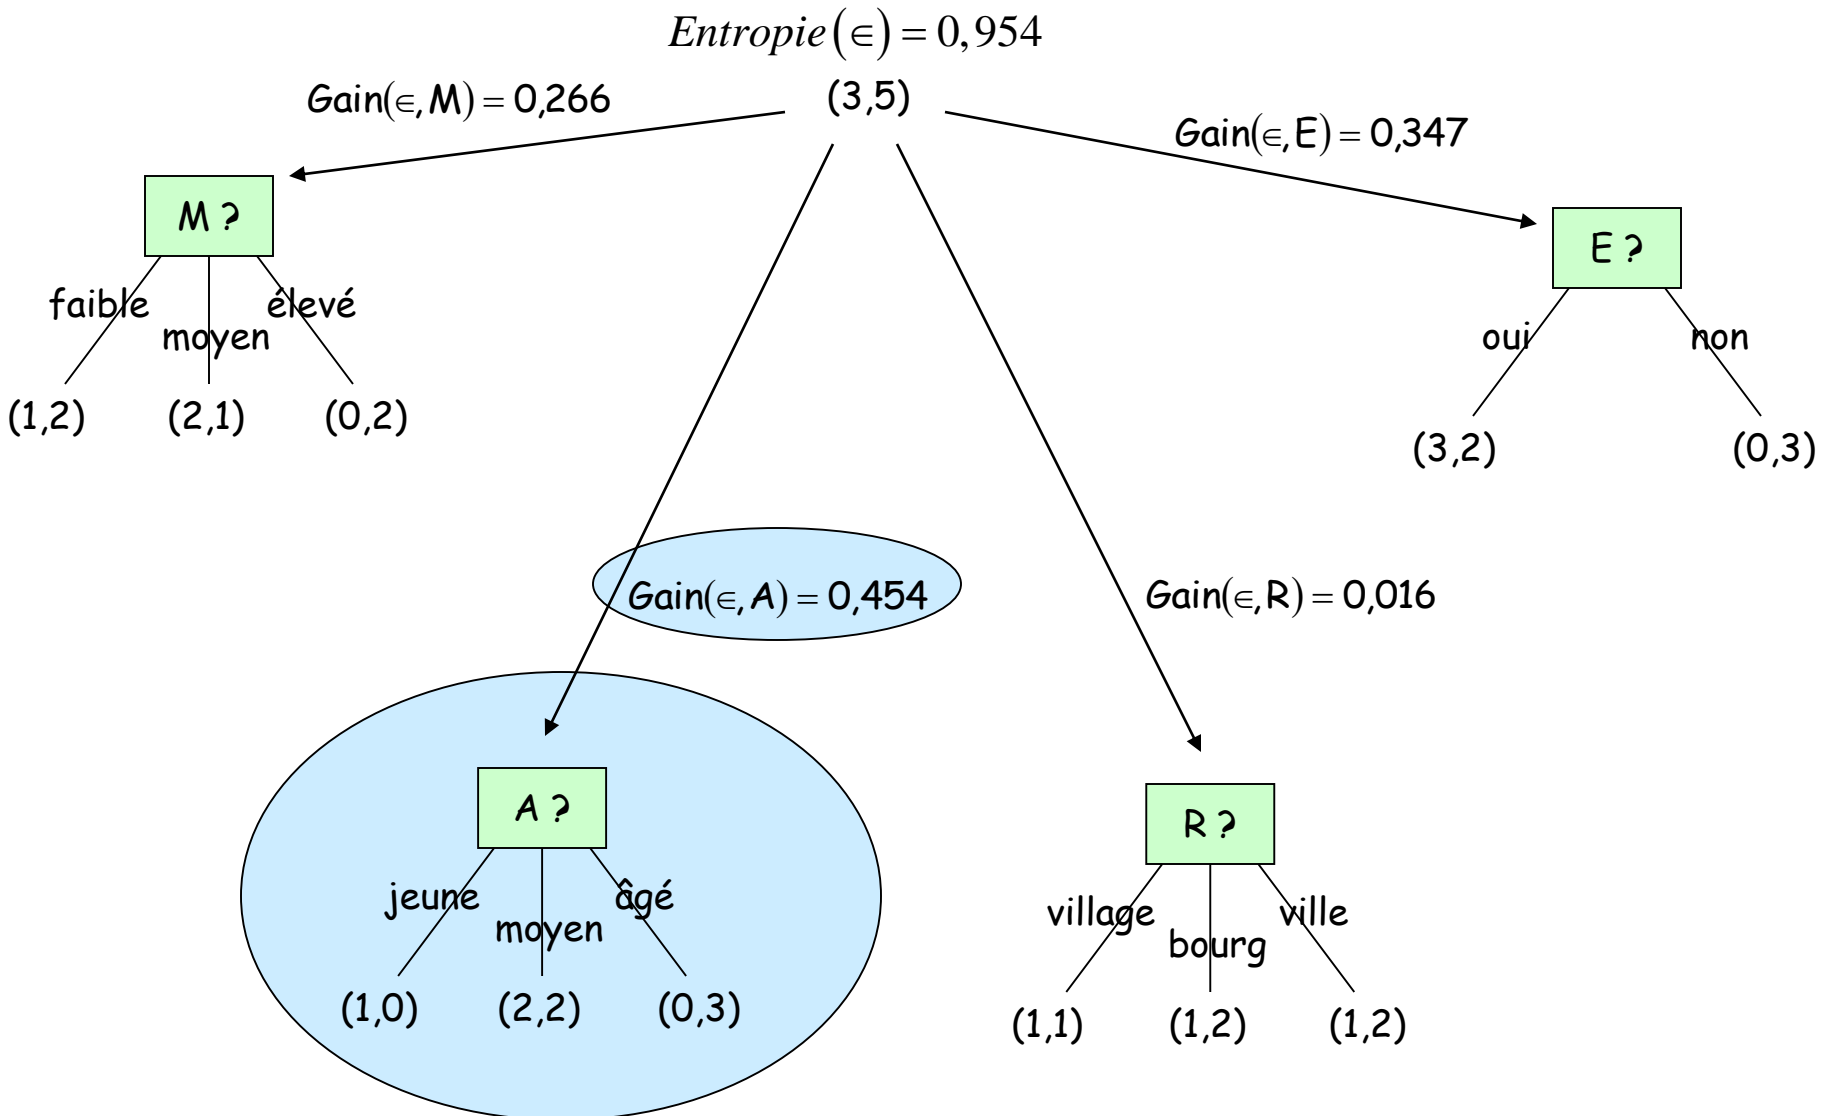 Entropie(∈) = 0,954
(3,5)
Gain(∈, M) = 0,266
Gain(∈, E) = 0,347
M ?
faible
moyen
élevé
(1,2)
(2,1)
(0,2)
E ?
oui
non
(3,2)
(0,3)
Gain(∈, A) = 0,454
Gain(∈, R) = 0,016
A ?
jeune
moyen
âgé
(1,0)
(2,2)
(0,3)
R ?
village
bourg
ville
(1,1)
(1,2)
(1,2)